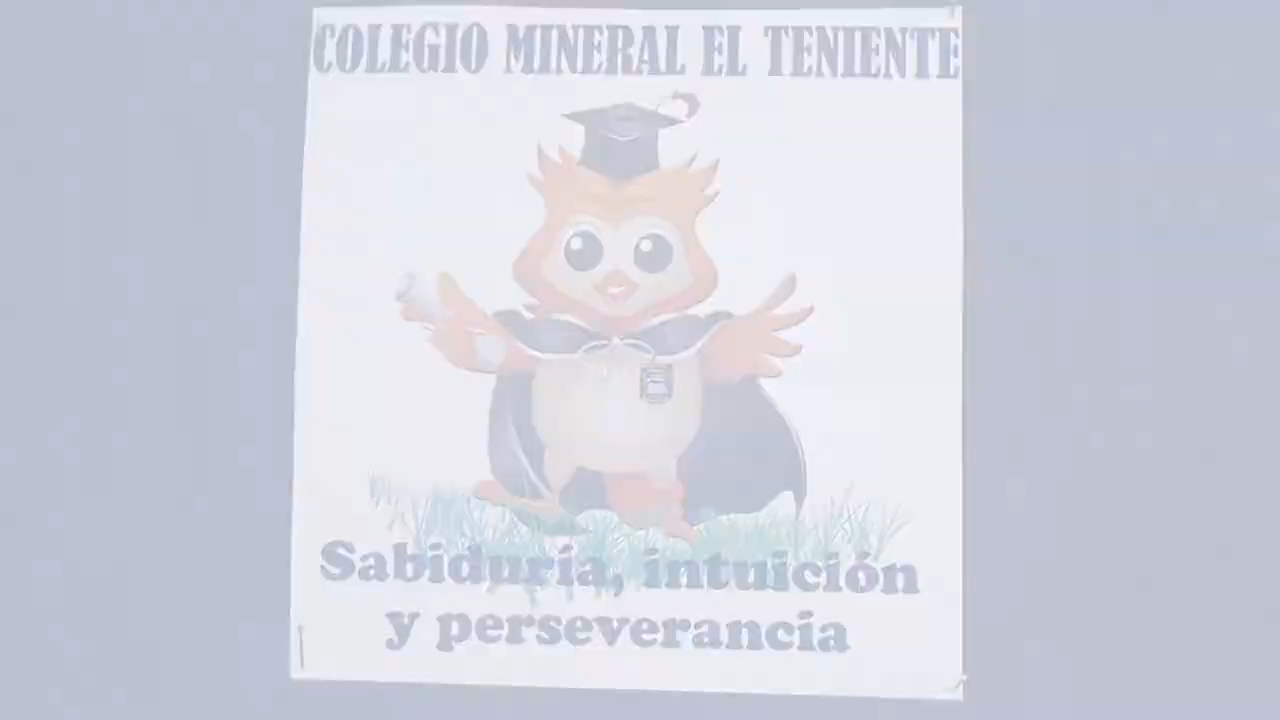 COLEGIO MINERAL EL TENIENTE
Sabiduría, intuición
y perseverancia